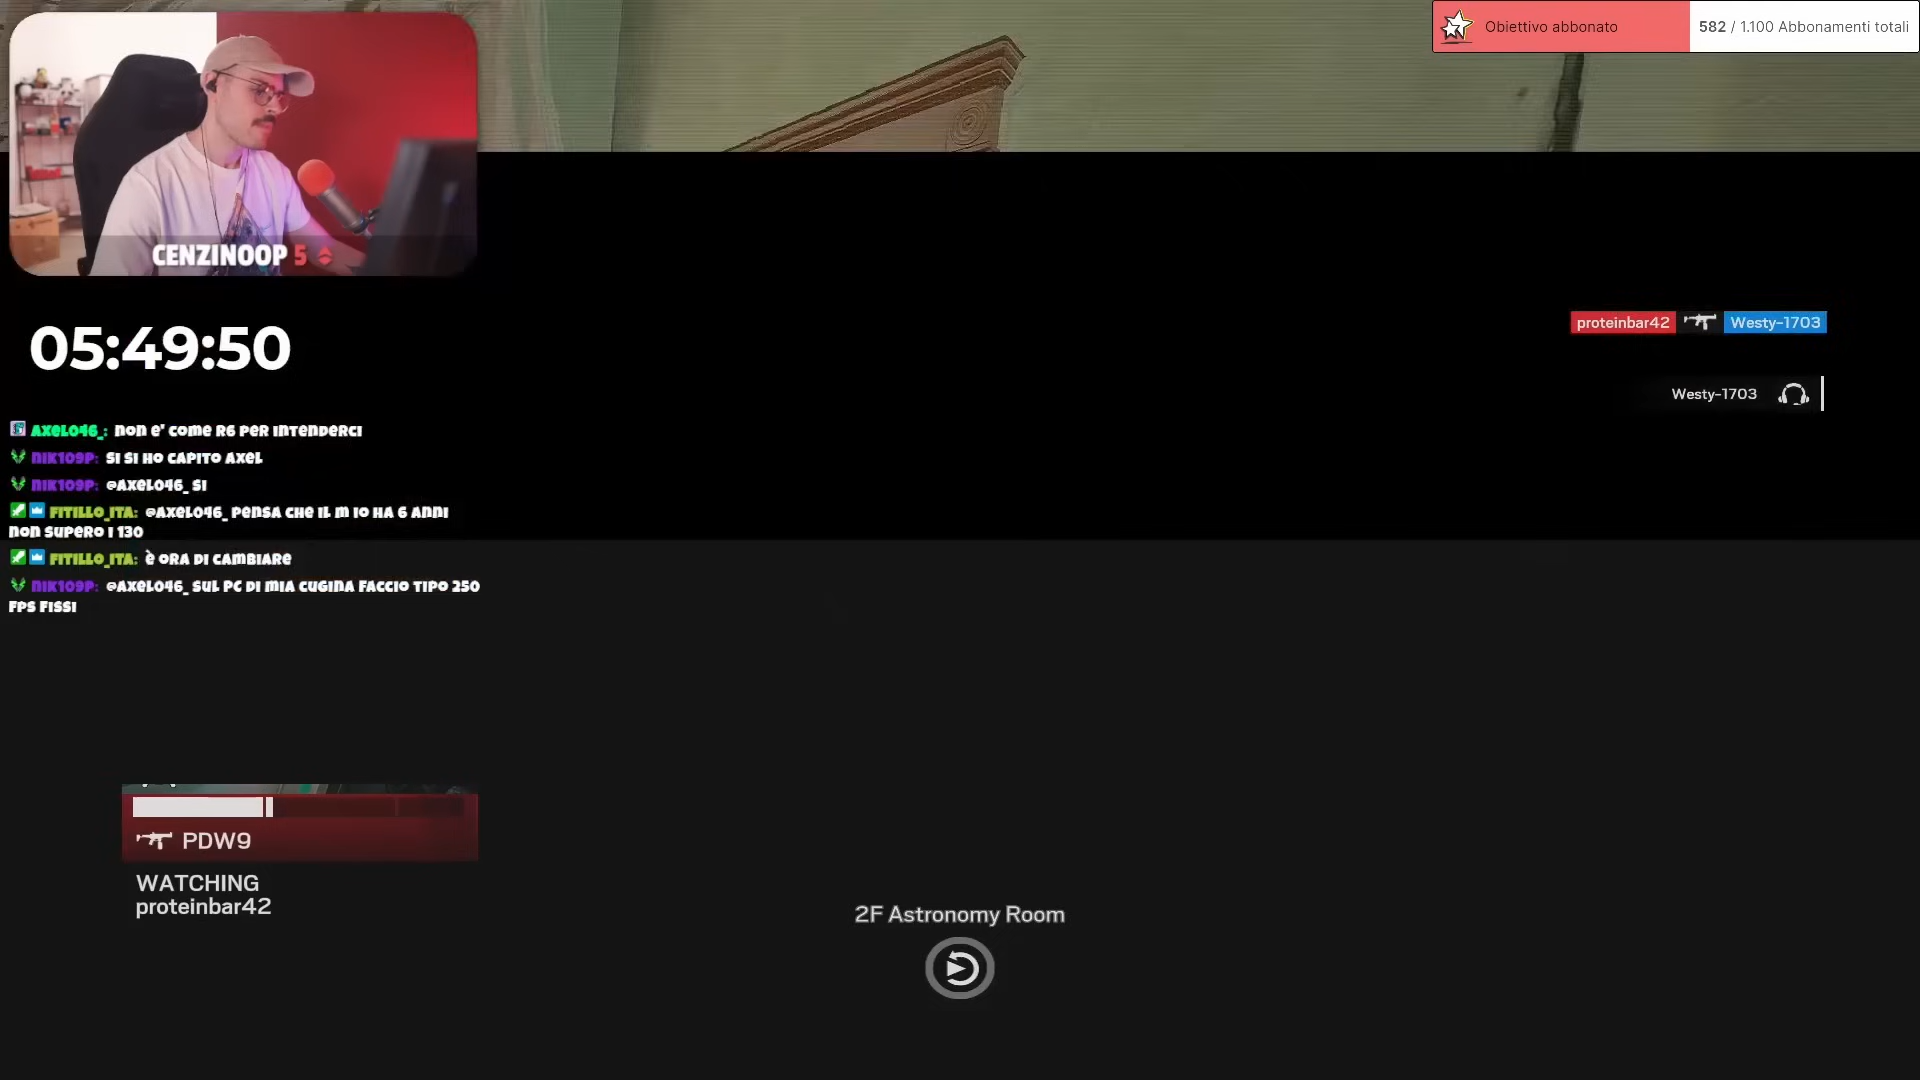 Obiettivo abbonato
582 / 1.100 Abbonamenti totali
CENZINOOP 5
05:49:50
proteinbar42 Westy-1703
Westy-1703
AXEL046_: NON E' COME R6 PER INTENDERCI
NIK109P: SI SI HO CAPITO AXEL
NIK109P: @AXEL046_ SI
FITILLO_ITA: @AXEL046_ PENSA CHE IL M IO HA 6 ANNI
NON SUPERO I 130
FITILLO_ITA: È ORA DI CAMBIARE
NIK109P: @AXEL046_ SUL PC DI MIA CUGINA FACCIO TIPO 250
FPS FISSI
PDW9
WATCHING
proteinbar42
2F Astronomy Room